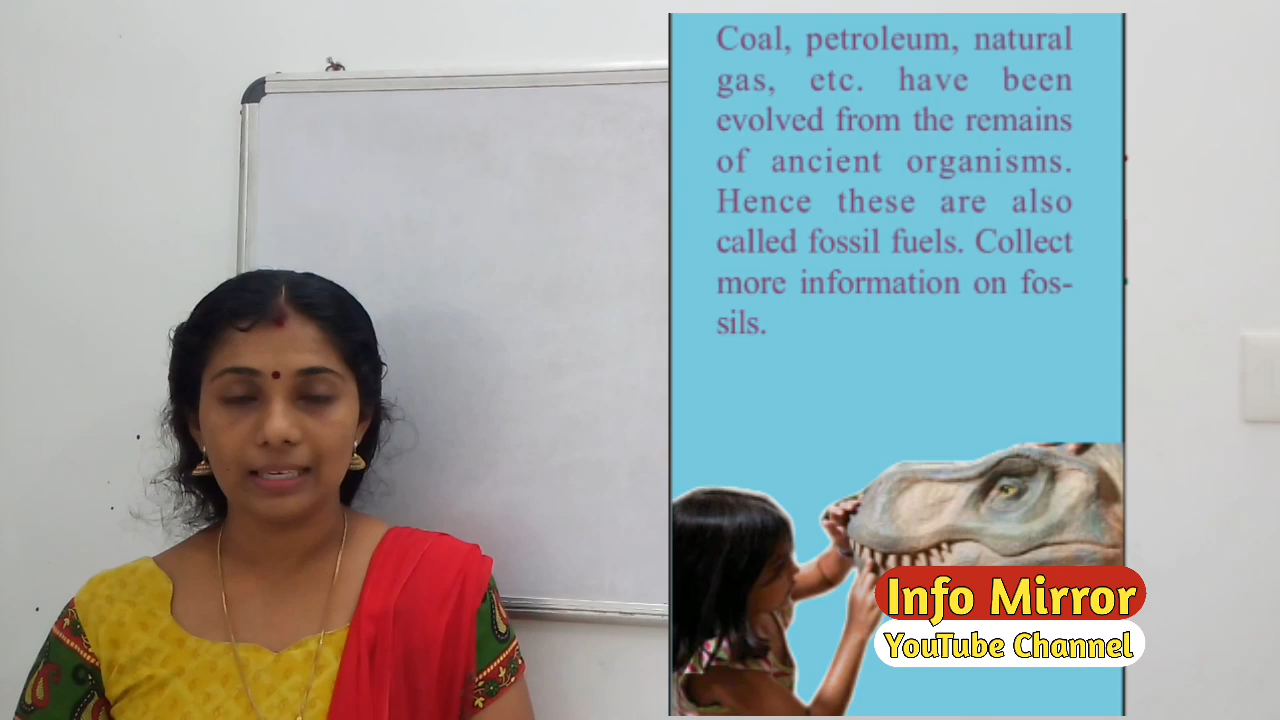 Coal, petroleum, natural
gas, etc. have been
evolved from the remains
of ancient organisms.
Hence these are also
called fossil fuels. Collect
more information on fos-
sils.
Info Mirror
YouTube Channel